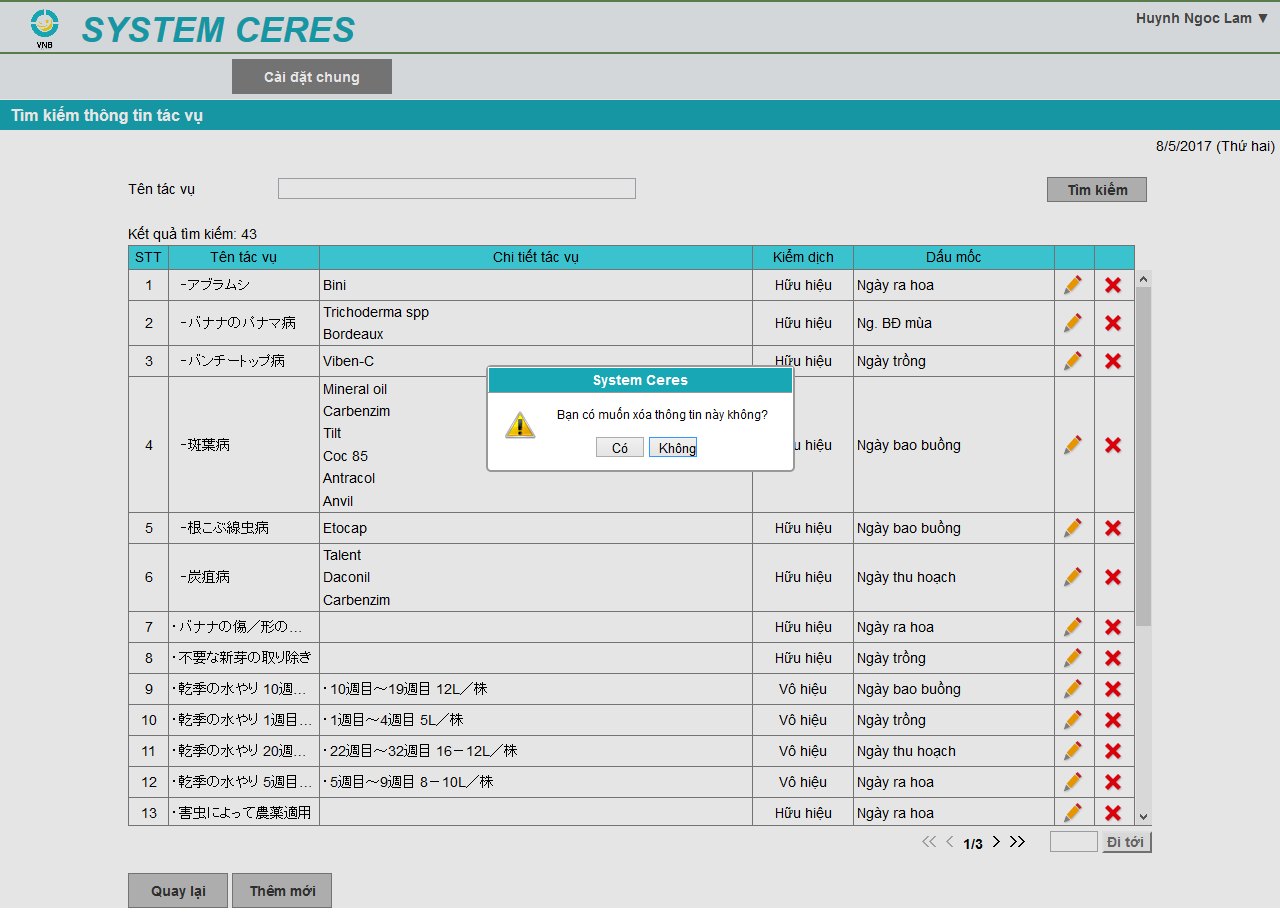 VNB
SYSTEM CERES
Huynh Ngoc Lam ▼
Cài đặt chung
Tìm kiếm thông tin tác vụ
8/5/2017 (Thứ hai)
Tên tác vụ
Tìm kiếm
Kết quả tìm kiếm: 43
STT Tên tác vụ Chi tiết tác vụ Kiểm dịch Dấu mốc
1 -アブラムシ Bini Hữu hiệu Ngày ra hoa
2 -バナナのパナマ病 Trichoderma spp Hữu hiệu Ng. BĐ mùa
Bordeaux
3 -バンチートップ病 Viben-C Hữu hiệu Ngày trồng
4 -斑葉病 Mineral oil u hiệu Ngày bao buồng
Carbenzim
Tilt
Coc 85
Antracol
Anvil
System Ceres
Bạn có muốn xóa thông tin này không?
Có Không
5 -根こぶ線虫病 Etocap Hữu hiệu Ngày bao buồng
6 -炭疽病 Talent Hữu hiệu Ngày thu hoạch
Daconil
Carbenzim
7 ・バナナの傷／形の... Hữu hiệu Ngày ra hoa
8 ・不要な新芽の取り除き Hữu hiệu Ngày trồng
9 ・乾季の水やり 10週... ・10週目～19週目 12L／株 Vô hiệu Ngày bao buồng
10 ・乾季の水やり 1週目... ・1週目～4週目 5L／株 Vô hiệu Ngày trồng
11 ・乾季の水やり 20週... ・22週目～32週目 16－12L／株 Vô hiệu Ngày thu hoạch
12 ・乾季の水やり 5週目... ・5週目～9週目 8－10L／株 Vô hiệu Ngày ra hoa
13 ・害虫によって農薬適用 Hữu hiệu Ngày ra hoa
1/3 Đi tới
Quay lại Thêm mới